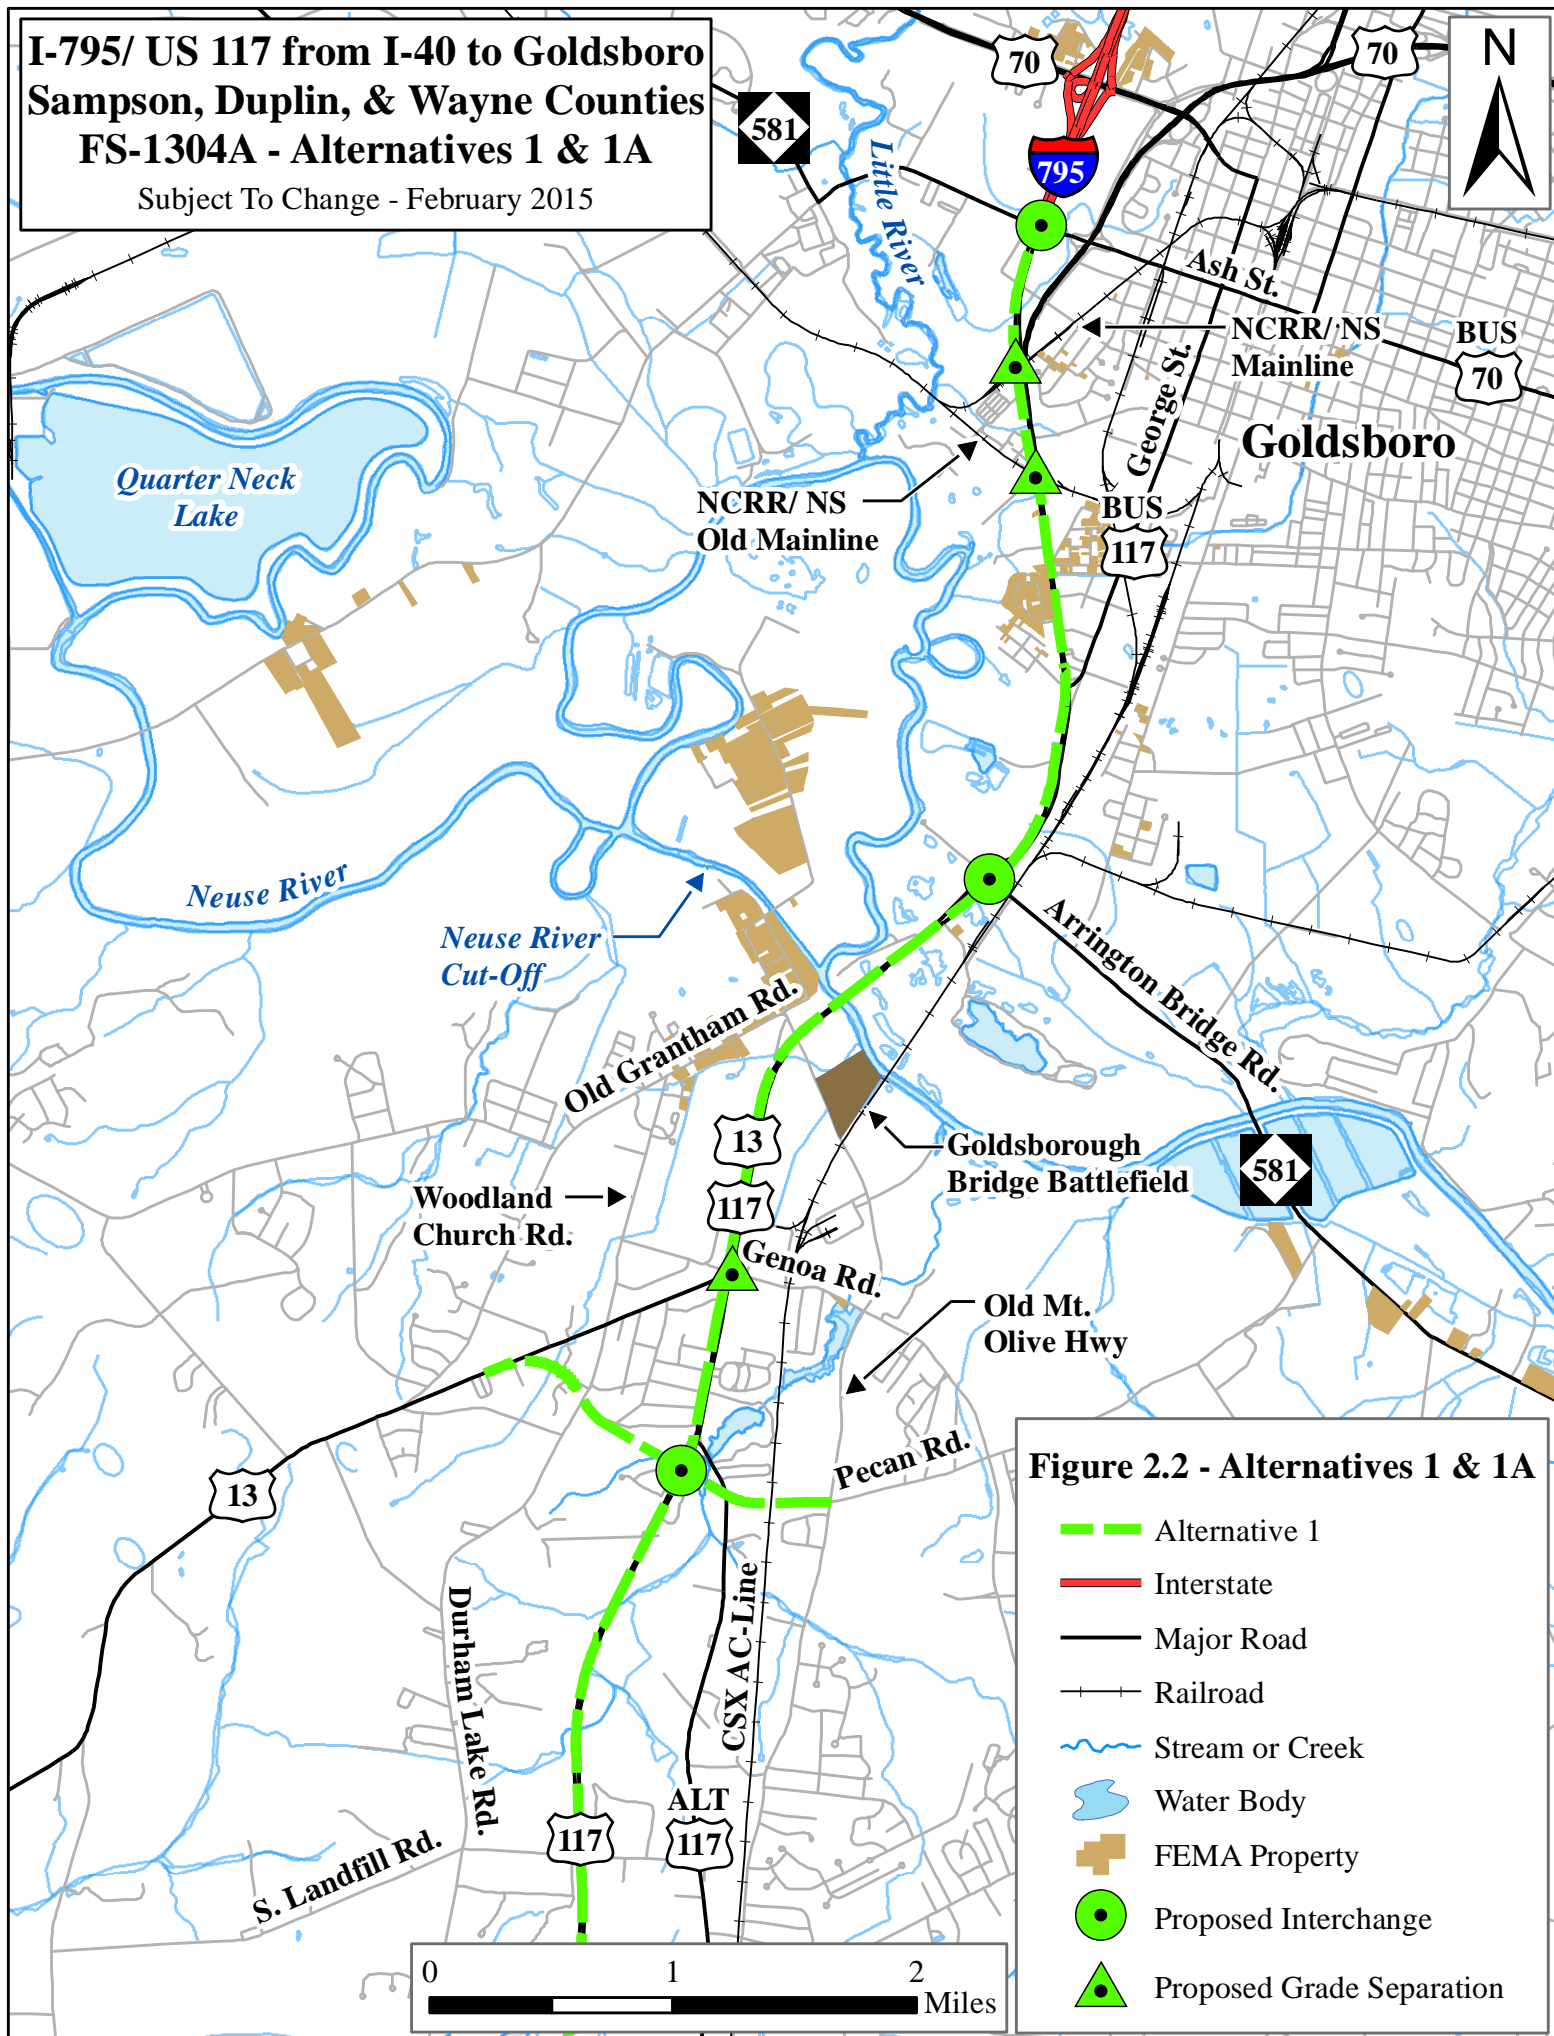 I-795/ US 117 from I-40 to Goldsboro
Sampson, Duplin, & Wayne Counties
FS-1304A - Alternatives 1 & 1A
Subject To Change - February 2015
N
70
70
581
795
Little River
Ash St.
NCRR/ NS
Mainline
BUS
70
George St.
Goldsboro
Quarter Neck
Lake
NCRR/ NS
Old Mainline
BUS
117
Neuse River
Neuse River
Cut-Off
Arrington Bridge Rd.
Old Grantham Rd.
13
Goldsborough
Bridge Battlefield
581
Woodland
Church Rd.
117
Genoa Rd.
Old Mt.
Olive Hwy
Pecan Rd.
13
Durham Lake Rd.
CSX AC-Line
ALT
117
117
S. Landfill Rd.
Figure 2.2 - Alternatives 1 & 1A
Alternative 1
Interstate
Major Road
Railroad
Stream or Creek
Water Body
FEMA Property
Proposed Interchange
Proposed Grade Separation
0 1 2
Miles